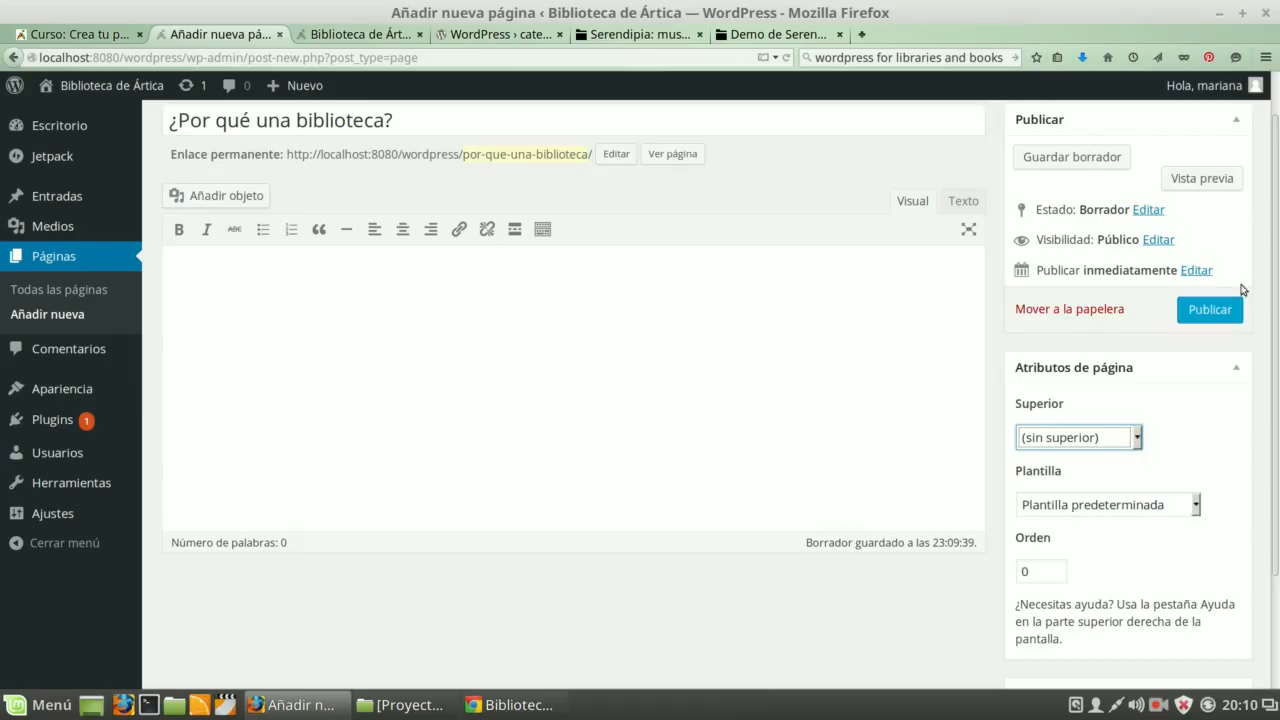 Añadir nueva página ‹ Biblioteca de Ártica — WordPress - Mozilla Firefox
Curso: Crea tu p... × Añadir nueva pá... × Biblioteca de Árt... × WordPress › cate... × Serendipia: mus... × Demo de Seren... ×
localhost:8080/wordpress/wp-admin/post-new.php?post_type=page
wordpress for libraries and books
Biblioteca de Ártica 1 0 Nuevo Hola, mariana
Escritorio
Jetpack
Entradas
Medios
Páginas
Todas las páginas
Añadir nueva
Comentarios
Apariencia
Plugins 1
Usuarios
Herramientas
Ajustes
Cerrar menú
¿Por qué una biblioteca?
Enlace permanente: http://localhost:8080/wordpress/por-que-una-biblioteca/ Editar Ver página
Añadir objeto
Visual Texto
B I ABC
Número de palabras: 0
Borrador guardado a las 23:09:39.
Publicar
Guardar borrador
Vista previa
Estado: Borrador Editar
Visibilidad: Público Editar
Publicar inmediatamente Editar
Mover a la papelera Publicar
Atributos de página
Superior
(sin superior)
Plantilla
Plantilla predeterminada
Orden
0
¿Necesitas ayuda? Usa la pestaña Ayuda
en la parte superior derecha de la
pantalla.
Menú Añadir n... [Proyect... Bibliotec... 20:10